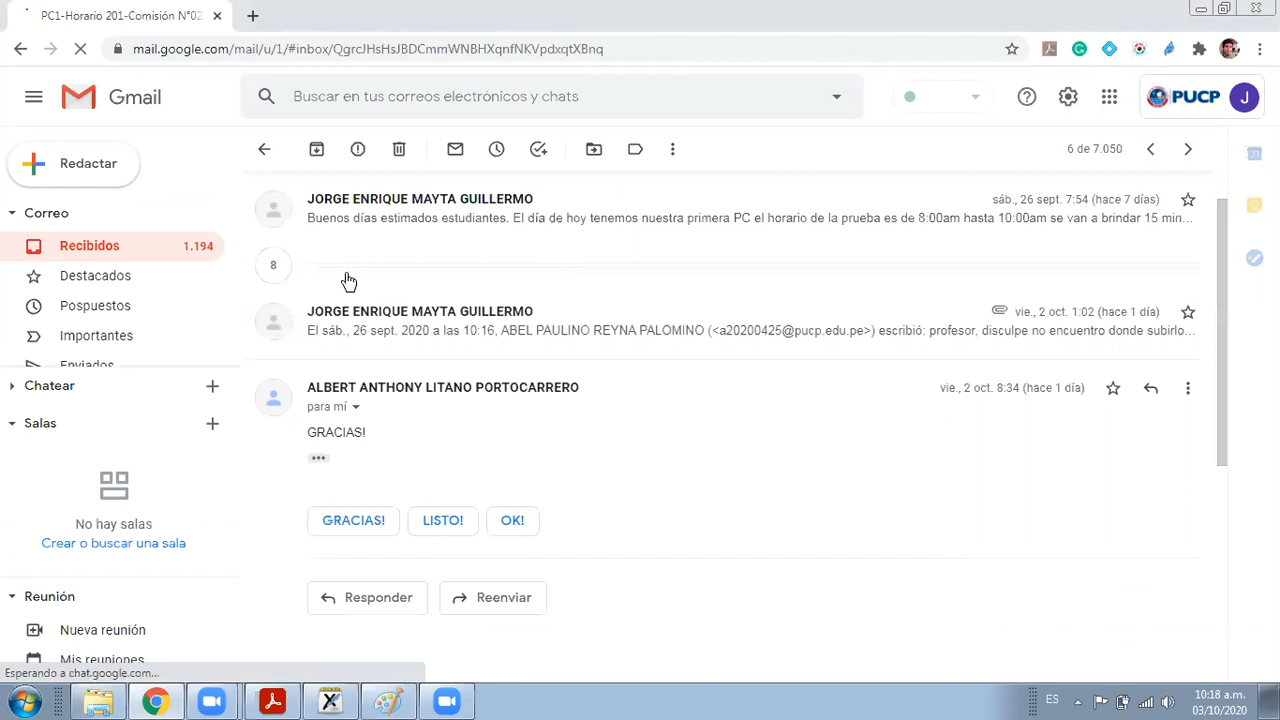 PC1-Horario 201-Comisión N°02
mail.google.com/mail/u/1/#inbox/QgrcJHsHsJBDCmmWNBHXqnfNKVpdxqtXBnq
Gmail
Buscar en tus correos electrónicos y chats
PUCP
J
Redactar
6 de 7.050
Correo
Recibidos 1.194
Destacados
Pospuestos
Importantes
Enviados
Chatear
Salas
No hay salas
Crear o buscar una sala
Reunión
Nueva reunión
Mis reuniones
Esperando a chat.google.com...
JORGE ENRIQUE MAYTA GUILLERMO
sáb., 26 sept. 7:54 (hace 7 días)
Buenos días estimados estudiantes. El día de hoy tenemos nuestra primera PC el horario de la prueba es de 8:00am hasta 10:00am se van a brindar 15 min...
8
JORGE ENRIQUE MAYTA GUILLERMO
vie., 2 oct. 1:02 (hace 1 día)
El sáb., 26 sept. 2020 a las 10:16, ABEL PAULINO REYNA PALOMINO (<a20200425@pucp.edu.pe>) escribió: profesor, disculpe no encuentro donde subirlo...
ALBERT ANTHONY LITANO PORTOCARRERO
vie., 2 oct. 8:34 (hace 1 día)
para mí
GRACIAS!
GRACIAS! LISTO! OK!
Responder Reenviar
ES
10:18 a.m.
03/10/2020